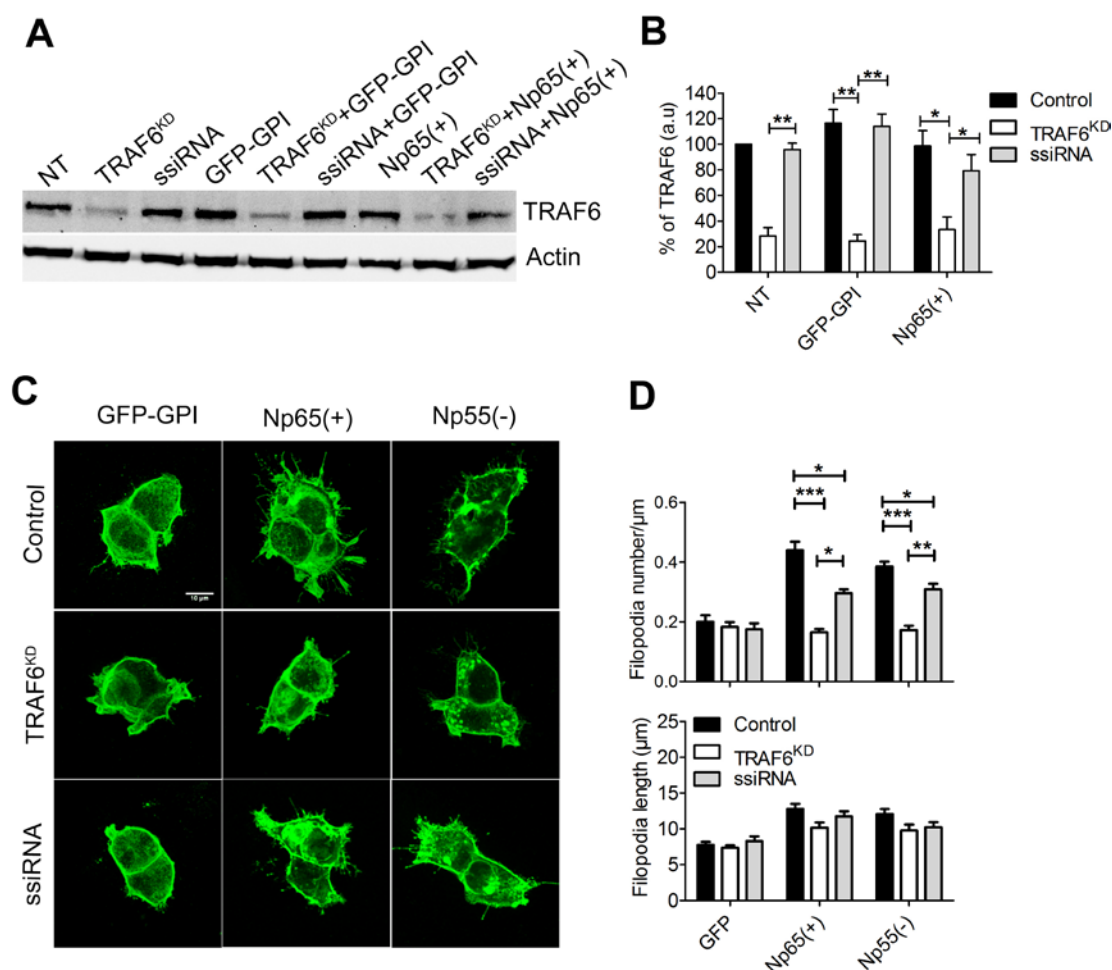 A
NT
TRAF6KD
ssiRNA
GFP-GPI
TRAF6KD+GFP-GPI
ssiRNA+GFP-GPI
Np65(+)
TRAF6KD+Np65(+)
ssiRNA+Np65(+)
TRAF6
Actin
B
% of TRAF6 (a.u)
140
120
100
80
60
40
20
0
** ** ** * *
Control
TRAF6KD
ssiRNA
NT
GFP-GPI
Np65(+)
C
GFP-GPI Np65(+) Np55(-)
Control
10 µm
TRAF6KD
ssiRNA
D
Filopodia number/µm
0.6
0.4
0.2
0.0
* *
*** ***
* **
Filopodia length (µm)
25
20
15
10
5
0
Control
TRAF6KD
ssiRNA
GFP
Np65(+)
Np55(-)